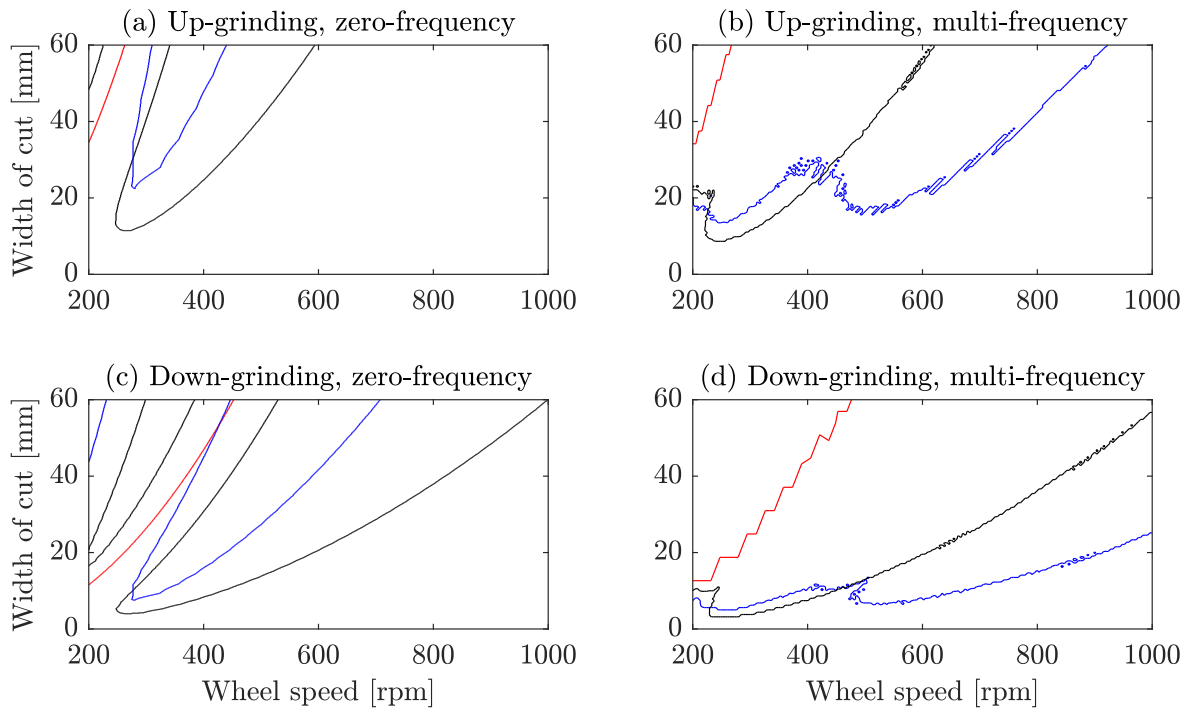 (a) Up-grinding, zero-frequency
(b) Up-grinding, multi-frequency
Width of cut [mm]
60
40
20
0
200 400 600 800 1000
60
40
20
0
200 400 600 800 1000
(c) Down-grinding, zero-frequency
(d) Down-grinding, multi-frequency
Width of cut [mm]
60
40
20
0
200 400 600 800 1000
Wheel speed [rpm]
60
40
20
0
200 400 600 800 1000
Wheel speed [rpm]